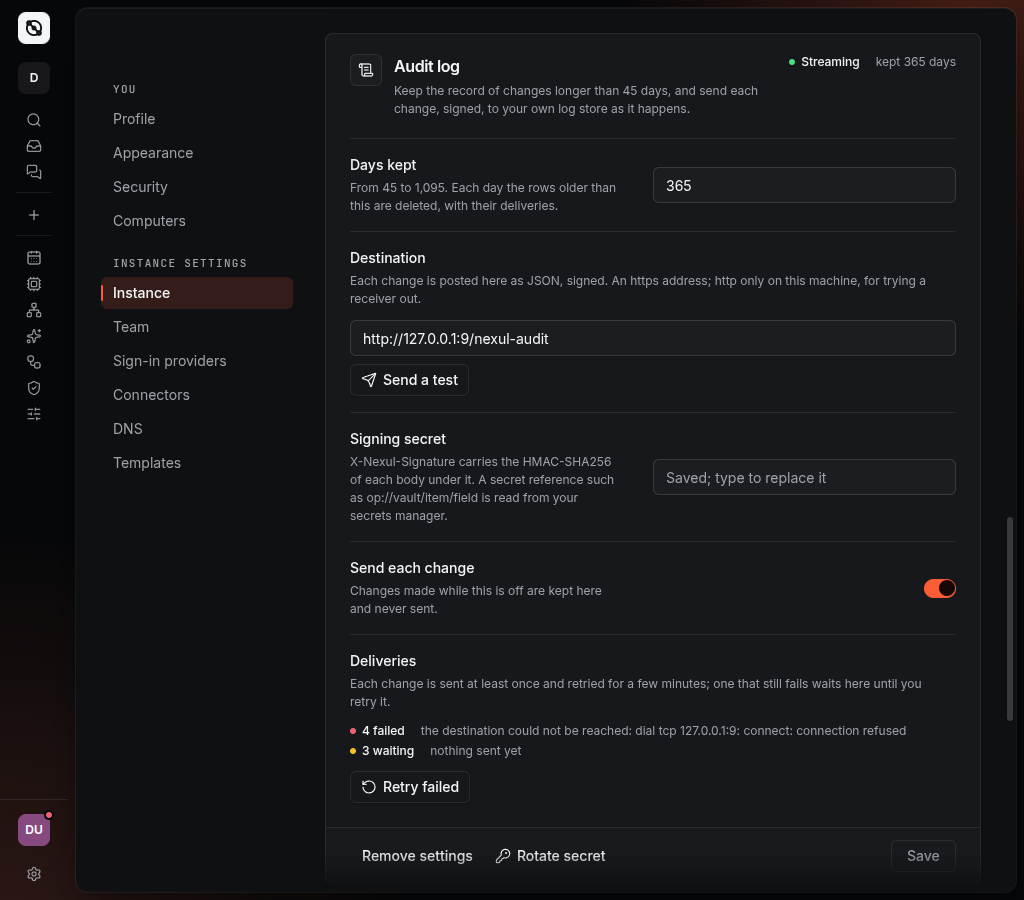 D
YOU
Profile
Appearance
Security
Computers
INSTANCE SETTINGS
Instance
Team
Sign-in providers
Connectors
DNS
Templates
DU
Audit log
Streaming kept 365 days
Keep the record of changes longer than 45 days, and send each
change, signed, to your own log store as it happens.
Days kept
From 45 to 1,095. Each day the rows older than
this are deleted, with their deliveries.
365
Destination
Each change is posted here as JSON, signed. An https address; http only on this machine, for trying a
receiver out.
http://127.0.0.1:9/nexul-audit
Send a test
Signing secret
X-Nexul-Signature carries the HMAC-SHA256
of each body under it. A secret reference such
as op://vault/item/field is read from your
secrets manager.
Saved; type to replace it
Send each change
Changes made while this is off are kept here
and never sent.
Deliveries
Each change is sent at least once and retried for a few minutes; one that still fails waits here until you
retry it.
4 failed the destination could not be reached: dial tcp 127.0.0.1:9: connect: connection refused
3 waiting nothing sent yet
Retry failed
Remove settings Rotate secret Save